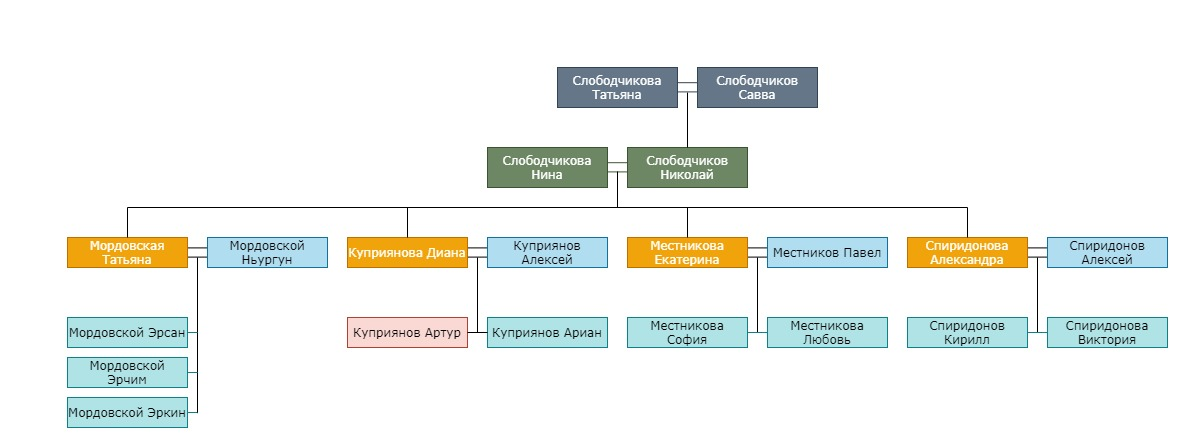 Слободчикова
Татьяна
Слободчиков
Савва
Слободчикова
Нина
Слободчиков
Николай
Мордовская
Татьяна
Мордовской
Ньургун
Куприянова Диана
Куприянов
Алексей
Местникова
Екатерина
Местников Павел
Спиридонова
Александра
Спиридонов
Алексей
Мордовской Эрсан
Куприянов Артур
Куприянов Ариан
Местникова
София
Местникова
Любовь
Спиридонов
Кирилл
Спиридонова
Виктория
Мордовской
Эрчим
Мордовской Эркин